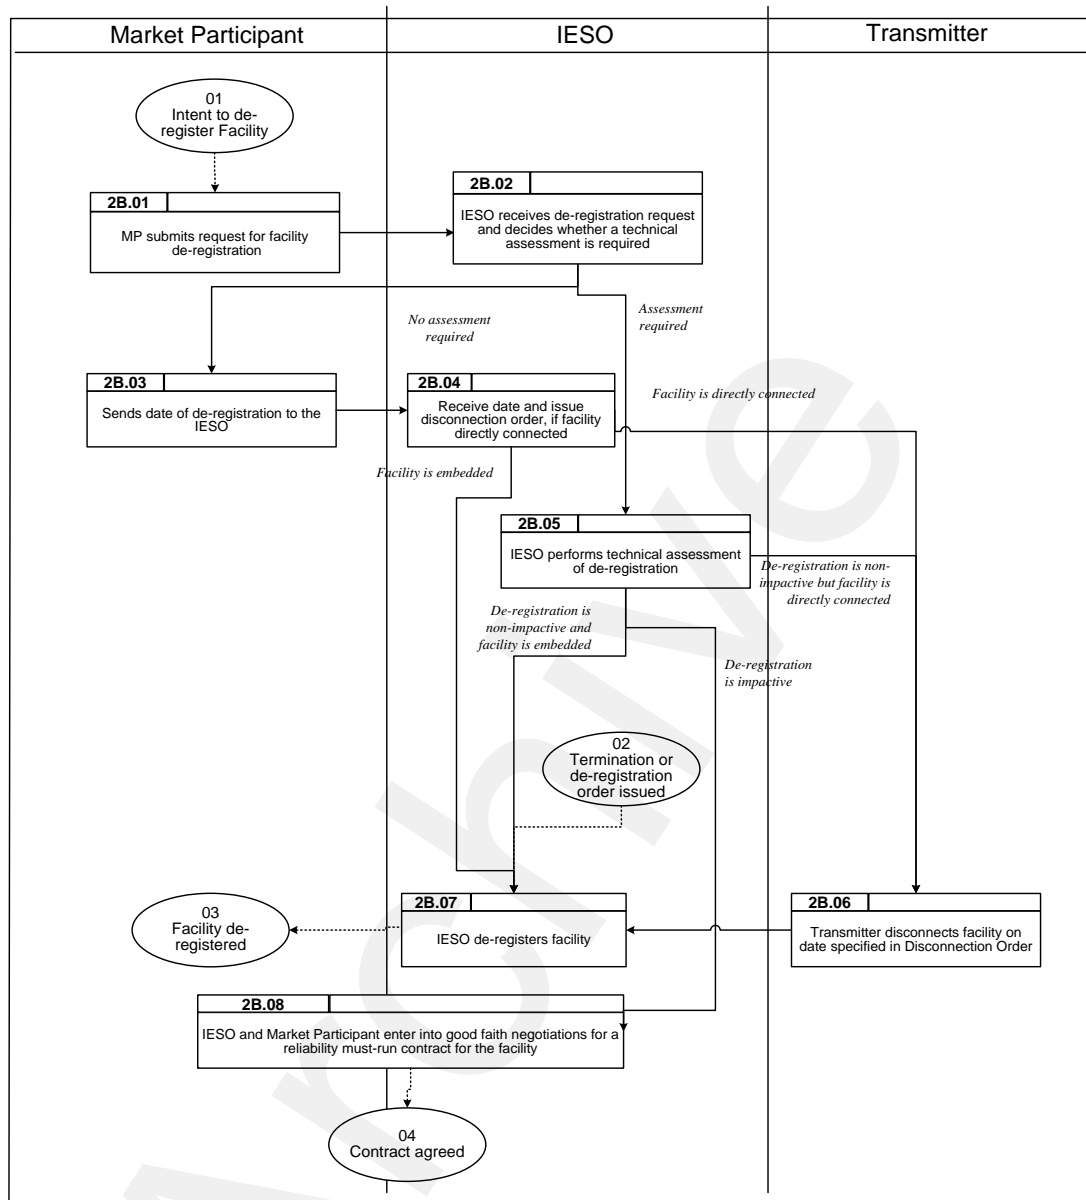 Market Participant
IESO
Transmitter
01
Intent to de-
register Facility
2B.01
MP submits request for facility
de-registration
2B.02
IESO receives de-registration request
and decides whether a technical
assessment is required
No assessment
required
Assessment
required
2B.03
Sends date of de-registration to the
IESO
2B.04
Receive date and issue
disconnection order, if facility
directly connected
Facility is directly connected
Facility is embedded
2B.05
IESO performs technical assessment
of de-registration
De-registration is non-
impactive but facility is
directly connected
De-registration is
non-impactive and
facility is embedded
De-registration
is impactive
02
Termination or
de-registration
order issued
03
Facility de-
registered
2B.07
IESO de-registers facility
2B.06
Transmitter disconnects facility on
date specified in Disconnection Order
2B.08
IESO and Market Participant enter into good faith negotiations for a
reliability must-run contract for the facility
04
Contract agreed
Archive